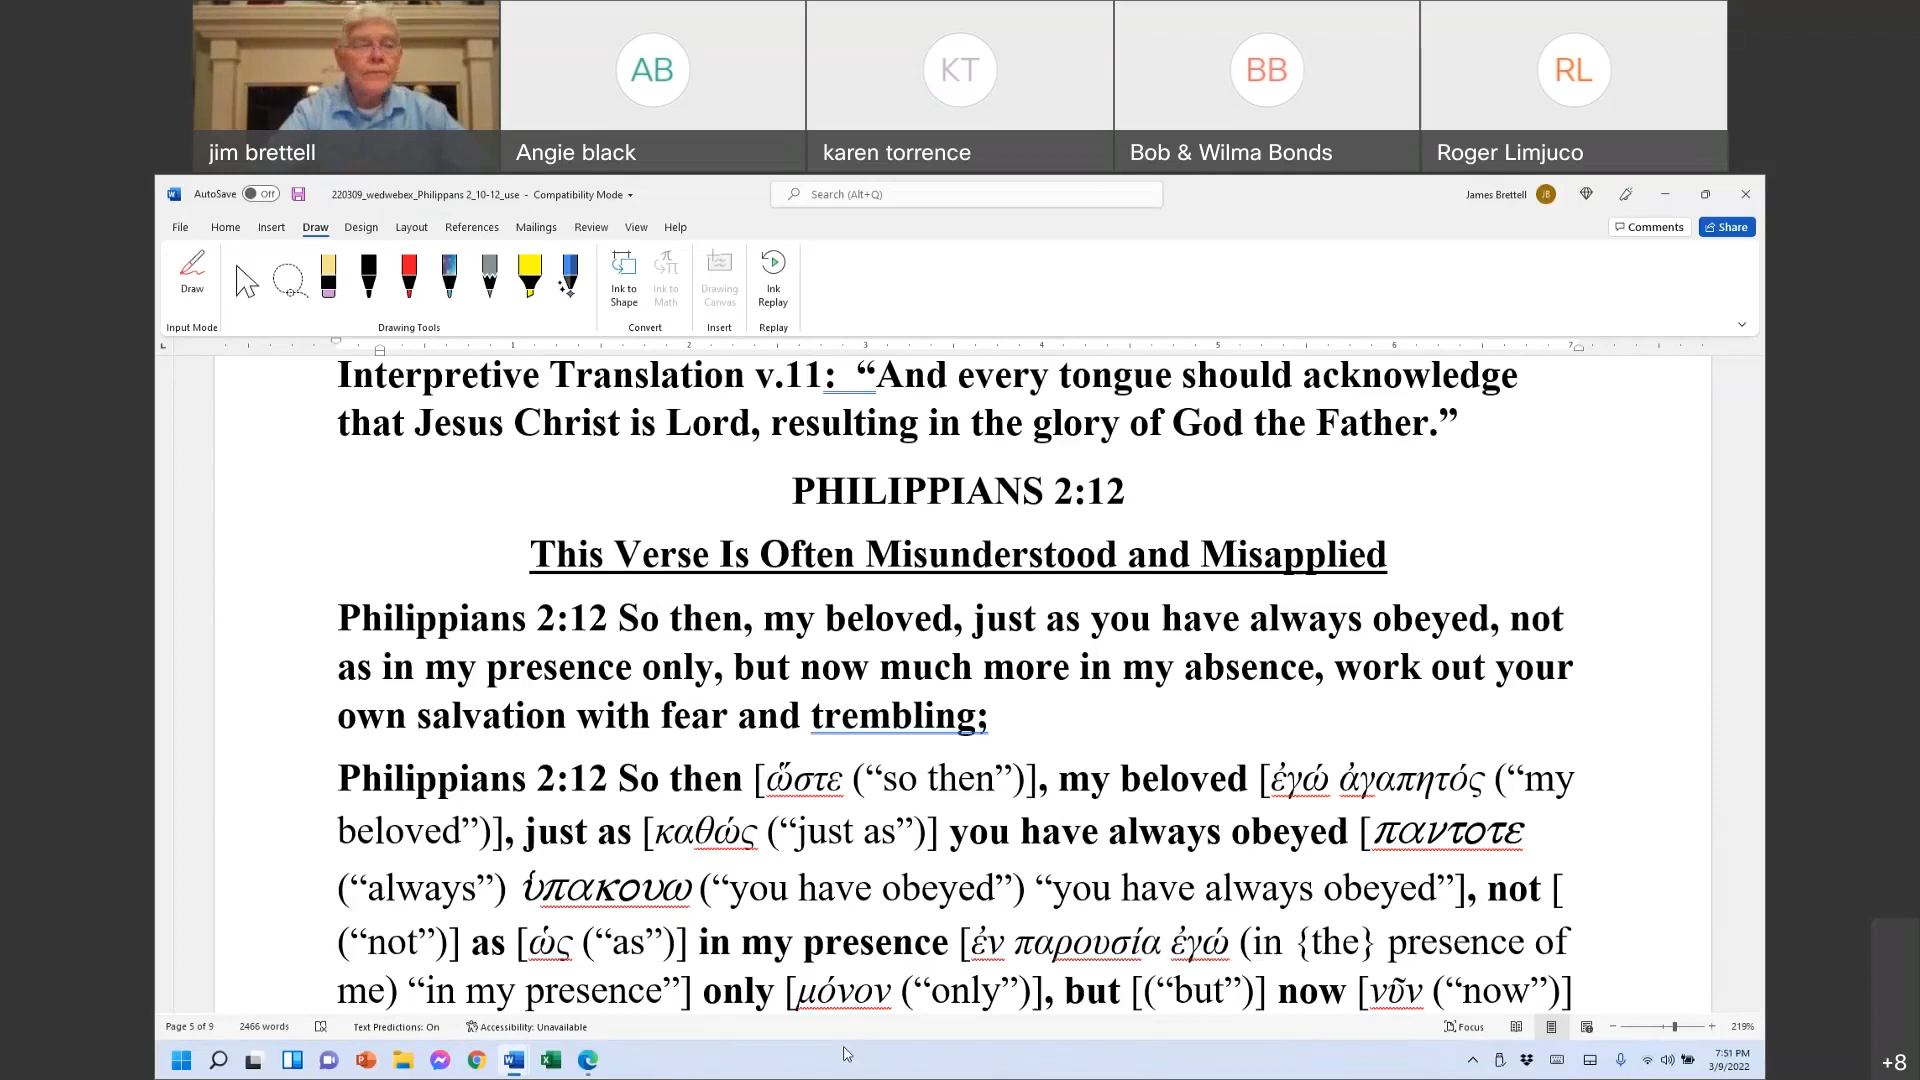 AB
KT
BB
RL
jim brettell
Angie black
karen torrence
Bob & Wilma Bonds
Roger Limjuco
AutoSave Off 220309_wedwebex_Philippans 2_10-12_use - Compatibility Mode Search (Alt+Q) James Brettell JB
File Home Insert Draw Design Layout References Mailings Review View Help Comments Share
Draw
Ink to Shape
Ink to Math
Drawing Canvas
Ink Replay
Input Mode Drawing Tools Convert Insert Replay
1 2 3 4 5 6 7
Interpretive Translation v.11: “And every tongue should acknowledge
that Jesus Christ is Lord, resulting in the glory of God the Father.”
PHILIPPIANS 2:12
This Verse Is Often Misunderstood and Misapplied
Philippians 2:12 So then, my beloved, just as you have always obeyed, not
as in my presence only, but now much more in my absence, work out your
own salvation with fear and trembling;
Philippians 2:12 So then [ὥστε (“so then”)], my beloved [ἐγώ ἀγαπητός (“my
beloved”)], just as [καθώς (“just as”)] you have always obeyed [παντοτε
(“always”) ὑπακουω (“you have obeyed”) “you have always obeyed”], not [
(“not”)] as [ὡς (“as”)] in my presence [ἐν παρουσία ἐγώ (in {the} presence of
me) “in my presence”] only [μόνον (“only”)], but [(“but”)] now [νῦν (“now”)]
Page 5 of 9 2466 words Text Predictions: On Accessibility: Unavailable Focus 219%
7:51 PM
3/9/2022
+8